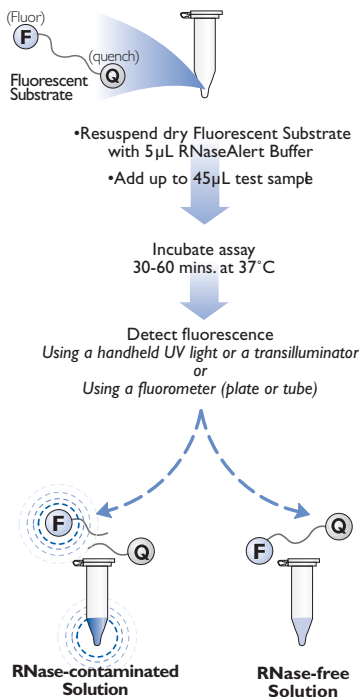 (Fluor)
F
(quench)
Q
Fluorescent
Substrate
•Resuspend dry Fluorescent Substrate
with 5µL RNaseAlert Buffer
•Add up to 45µL test sample
Incubate assay
30-60 mins. at 37˚C
Detect fluorescence
Using a handheld UV light or a transilluminator
or
Using a fluorometer (plate or tube)
F
Q
Q
F
RNase-contaminated
Solution
RNase-free
Solution